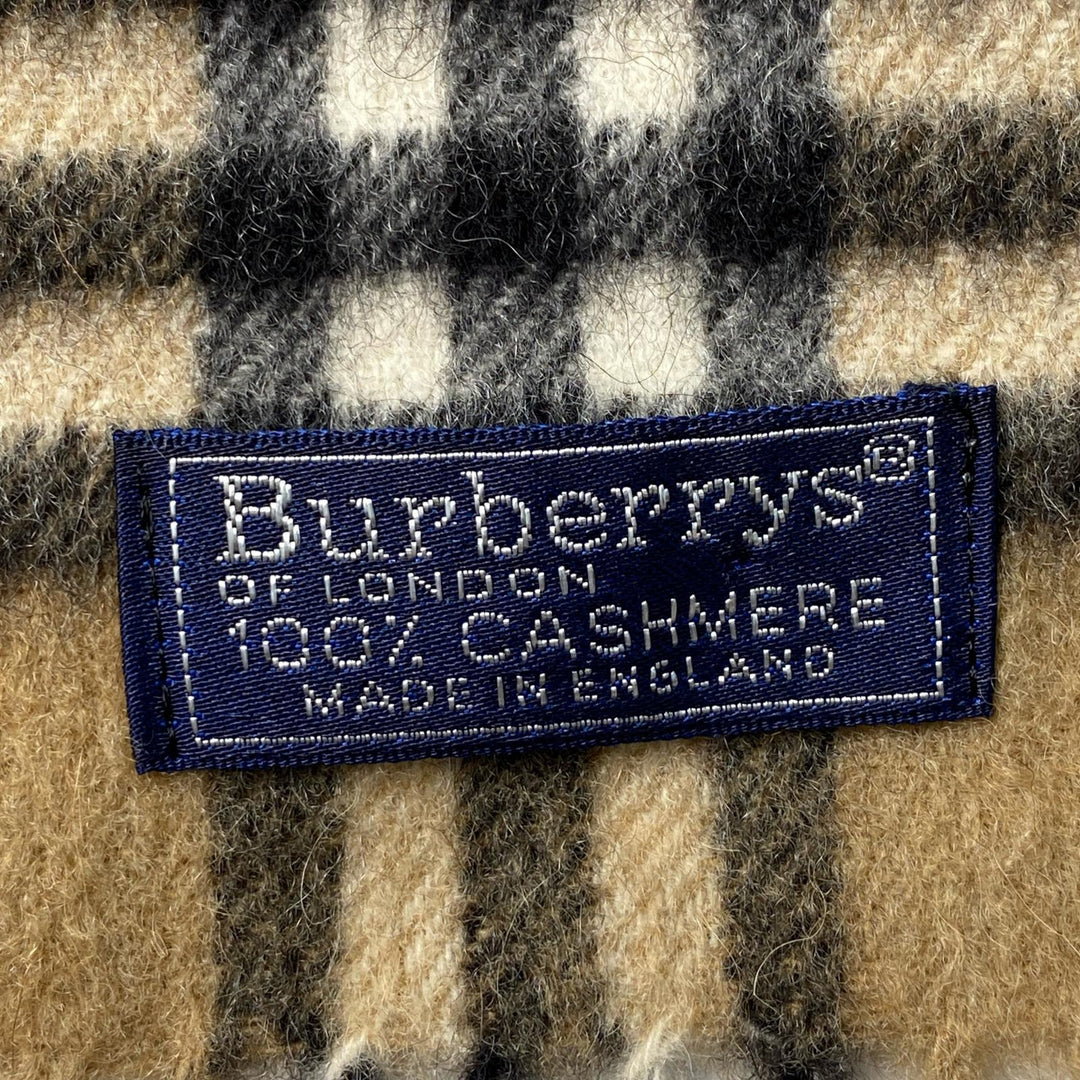 Burberrys®
OF LONDON
100% CASHMERE
MADE IN ENGLAND